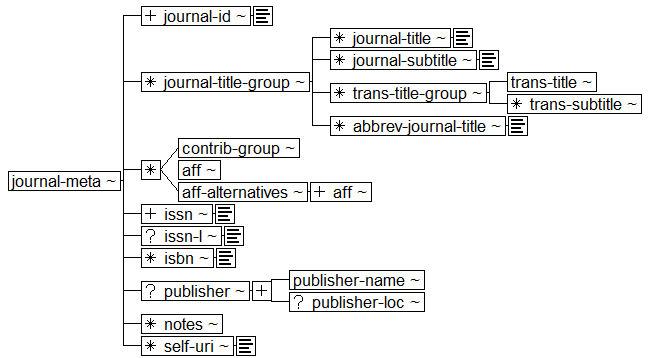 + journal-id ~
* journal-title ~
* journal-subtitle ~
* journal-title-group ~
trans-title ~
* trans-title-group ~
* trans-subtitle ~
* abbrev-journal-title ~
contrib-group ~
* aff ~
journal-meta ~
aff-alternatives ~ + aff ~
+ issn ~
? issn-l ~
* isbn ~
publisher-name ~
? publisher ~ +
? publisher-loc ~
* notes ~
* self-uri ~